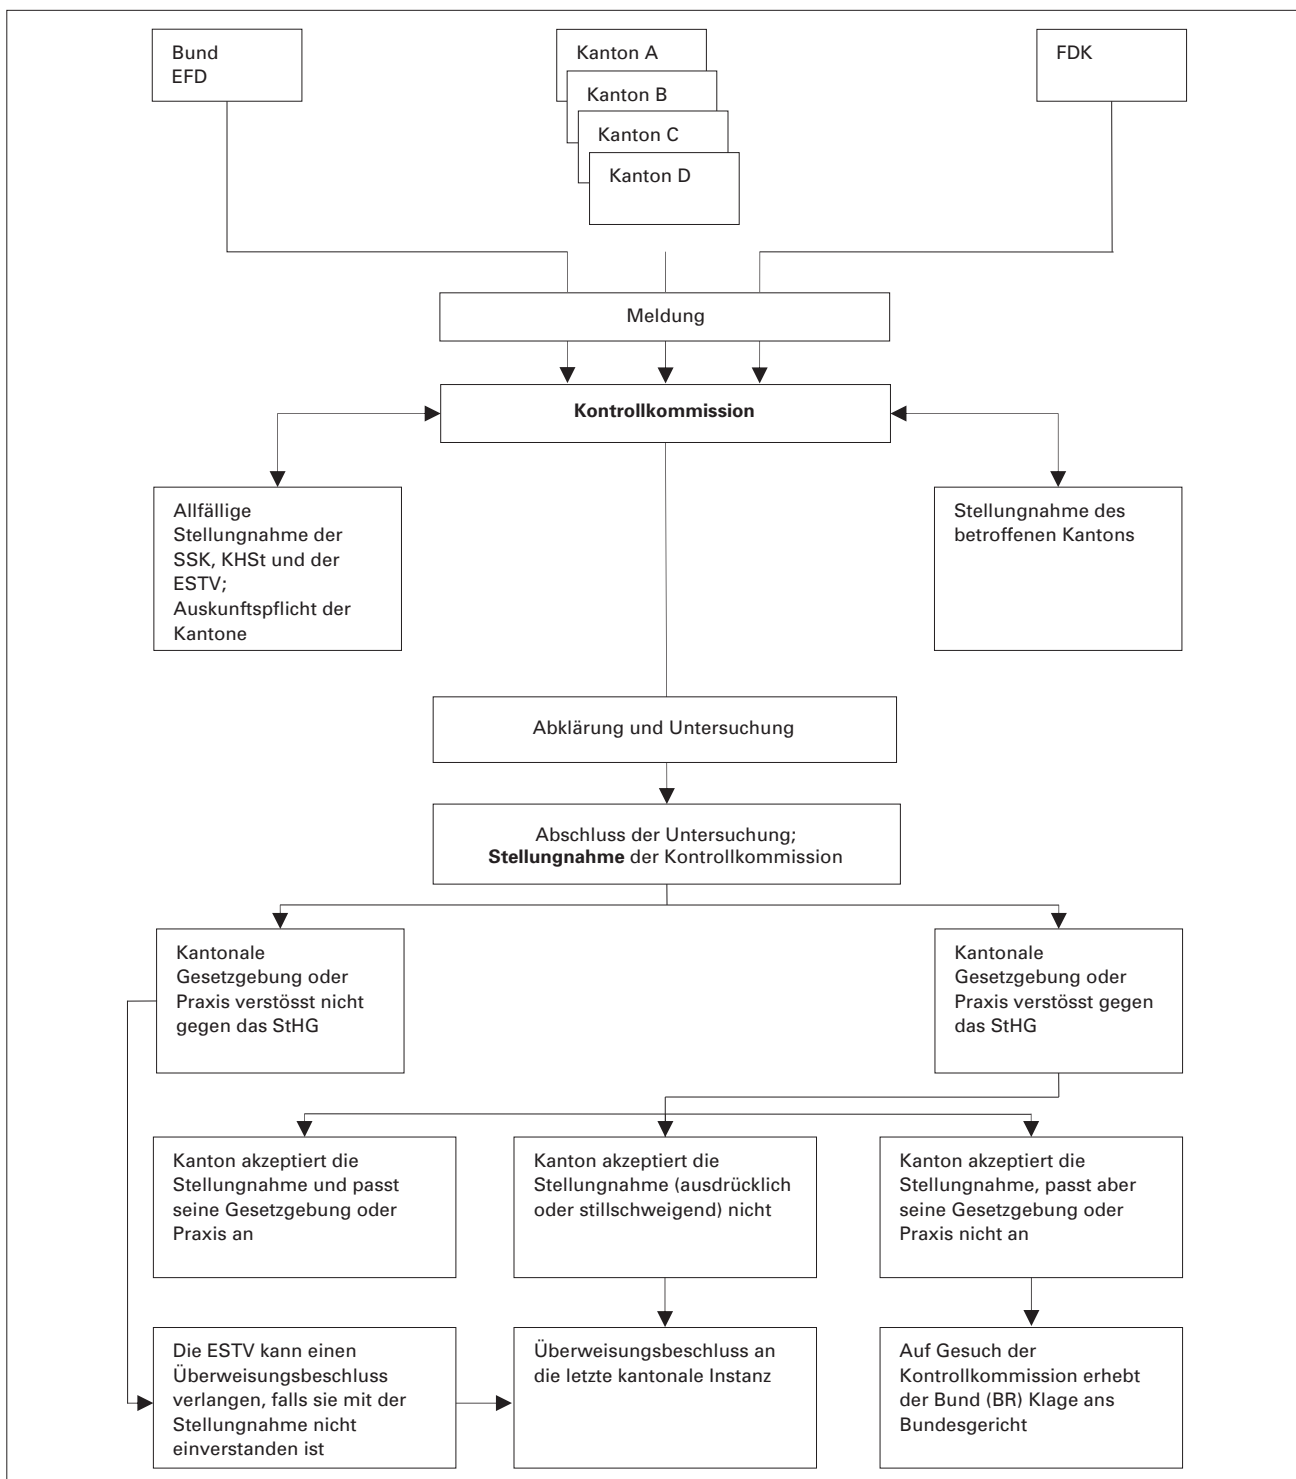 Bund
EFD
Kanton A
Kanton B
Kanton C
Kanton D
FDK
Meldung
Kontrollkommission
Allfällige
Stellungnahme der
SSK, KHSt und der
ESTV;
Auskunftspflicht der
Kantone
Stellungnahme des
betroffenen Kantons
Abklärung und Untersuchung
Abschluss der Untersuchung;
Stellungnahme der Kontrollkommission
Kantonale
Gesetzgebung oder
Praxis verstösst nicht
gegen das StHG
Kantonale
Gesetzgebung oder
Praxis verstösst gegen
das StHG
Kanton akzeptiert die
Stellungnahme und passt
seine Gesetzgebung oder
Praxis an
Kanton akzeptiert die
Stellungnahme (ausdrücklich
oder stillschweigend) nicht
Kanton akzeptiert die
Stellungnahme, passt aber
seine Gesetzgebung oder
Praxis nicht an
Die ESTV kann einen
Überweisungsbeschluss
verlangen, falls sie mit der
Stellungnahme nicht
einverstanden ist
Überweisungsbeschluss an
die letzte kantonale Instanz
Auf Gesuch der
Kontrollkommission erhebt
der Bund (BR) Klage ans
Bundesgericht